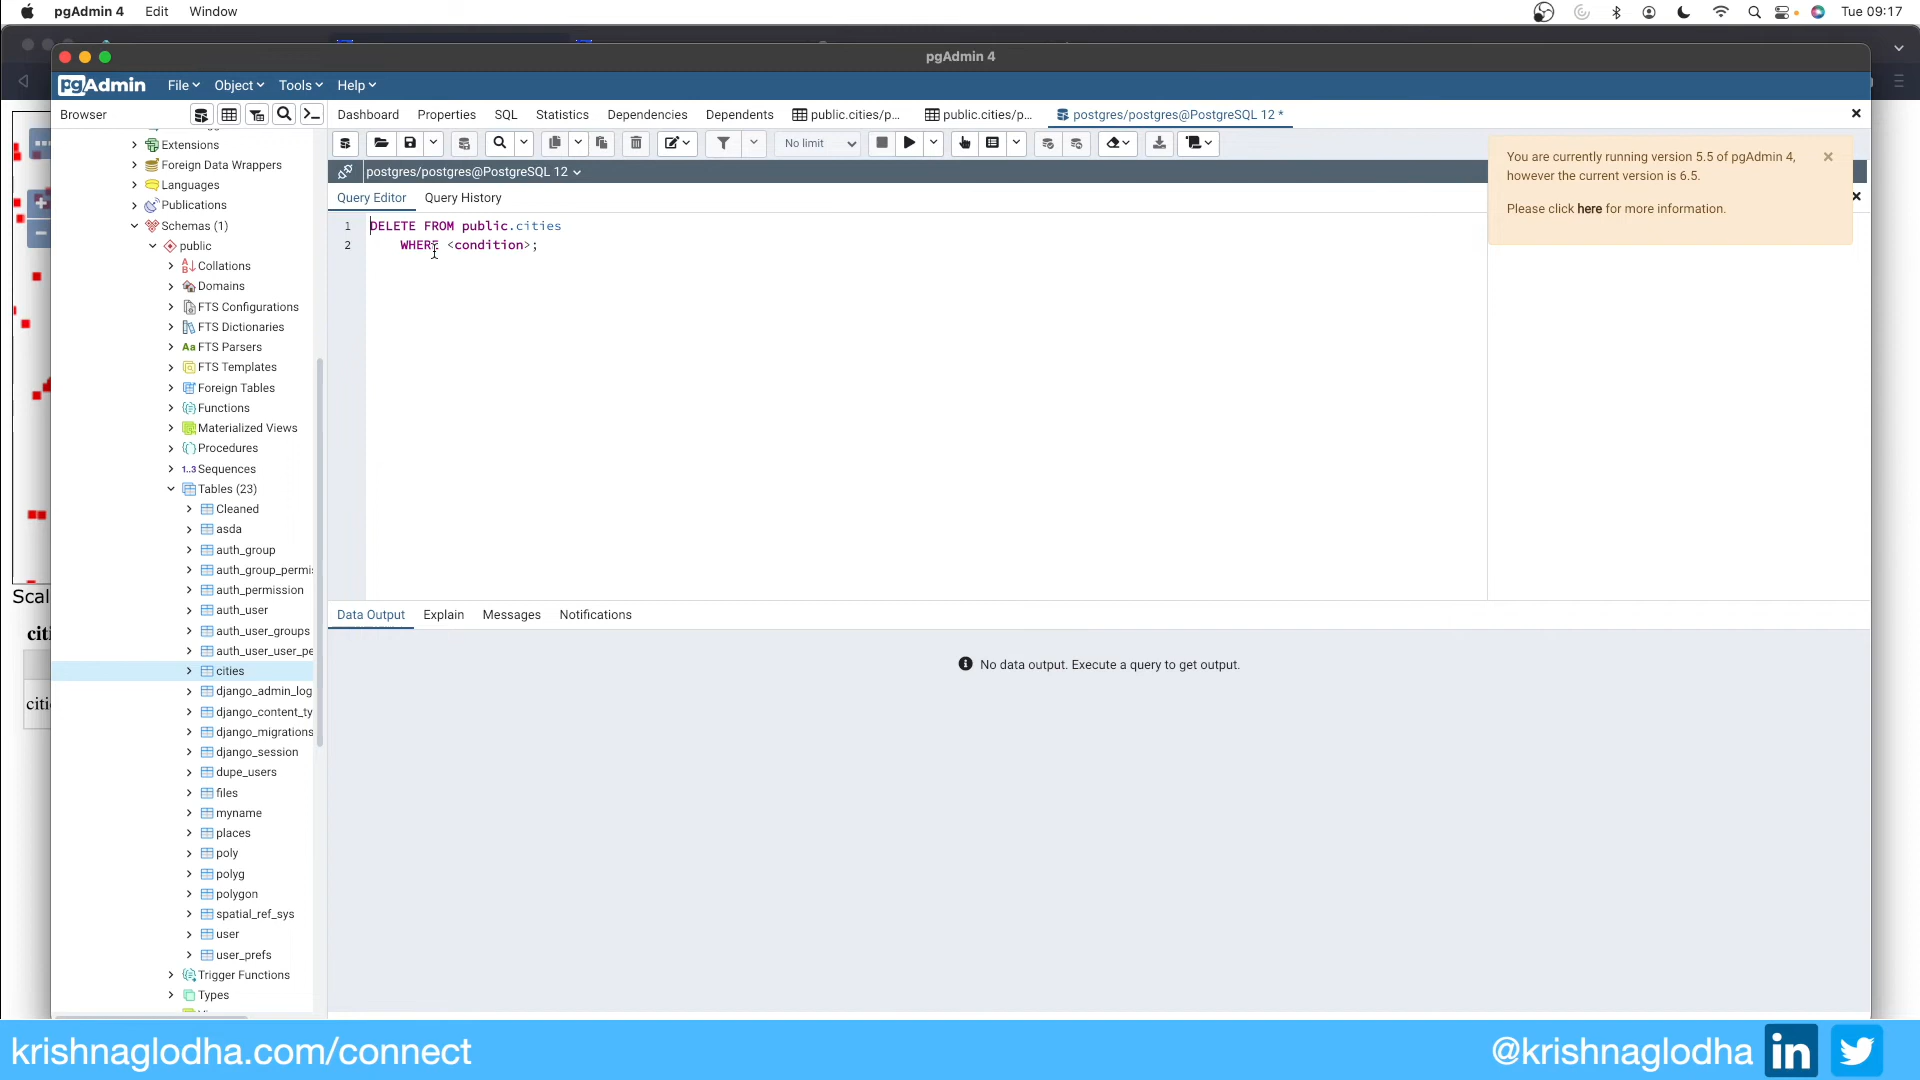 pgAdmin 4 Edit Window Tue 09:17
pgAdmin 4
pgAdmin File Object Tools Help
Browser Dashboard Properties SQL Statistics Dependencies Dependents public.cities/p... public.cities/p... postgres/postgres@PostgreSQL 12 *
No limit
postgres/postgres@PostgreSQL 12
Query Editor Query History
You are currently running version 5.5 of pgAdmin 4,
however the current version is 6.5.
Please click here for more information.
1 DELETE FROM public.cities
2 WHERE <condition>;
Extensions
Foreign Data Wrappers
Languages
Publications
Schemas (1)
public
Collations
Domains
FTS Configurations
FTS Dictionaries
Aa FTS Parsers
FTS Templates
Foreign Tables
Functions
Materialized Views
Procedures
1..3 Sequences
Tables (23)
Cleaned
asda
auth_group
auth_group_permi
auth_permission
auth_user
auth_user_groups
auth_user_user_pe
cities
django_admin_log
django_content_ty
django_migrations
django_session
dupe_users
files
myname
places
poly
polyg
polygon
spatial_ref_sys
user
user_prefs
Trigger Functions
Types
Scal
citi
citi
Data Output Explain Messages Notifications
No data output. Execute a query to get output.
krishnaglodha.com/connect
@krishnaglodha in